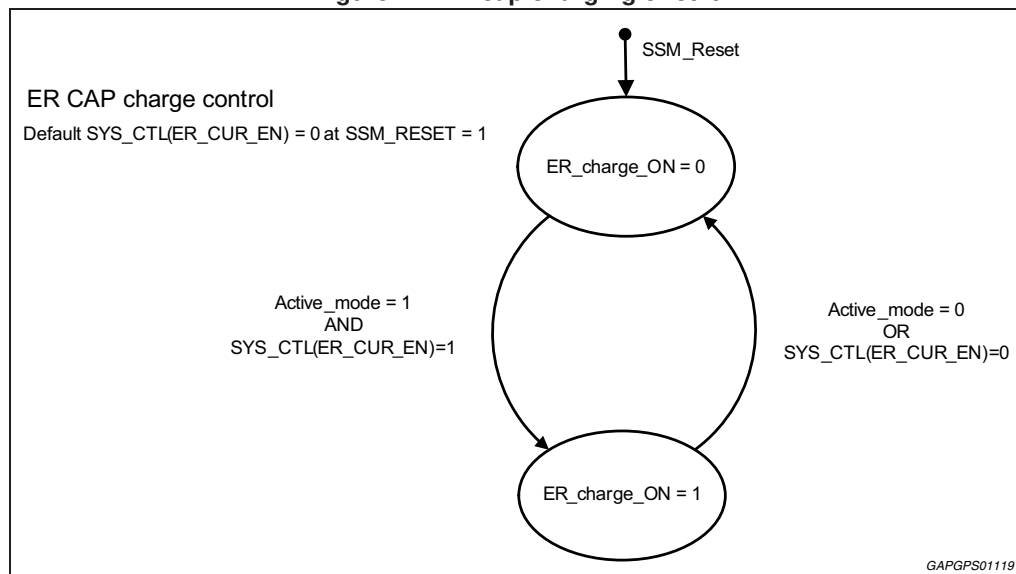 SSM_Reset
ER CAP charge control
Default SYS_CTL(ER_CUR_EN) = 0 at SSM_RESET = 1
ER_charge_ON = 0
Active_mode = 1
AND
SYS_CTL(ER_CUR_EN)=1
Active_mode = 0
OR
SYS_CTL(ER_CUR_EN)=0
ER_charge_ON = 1
GAPGPS01119